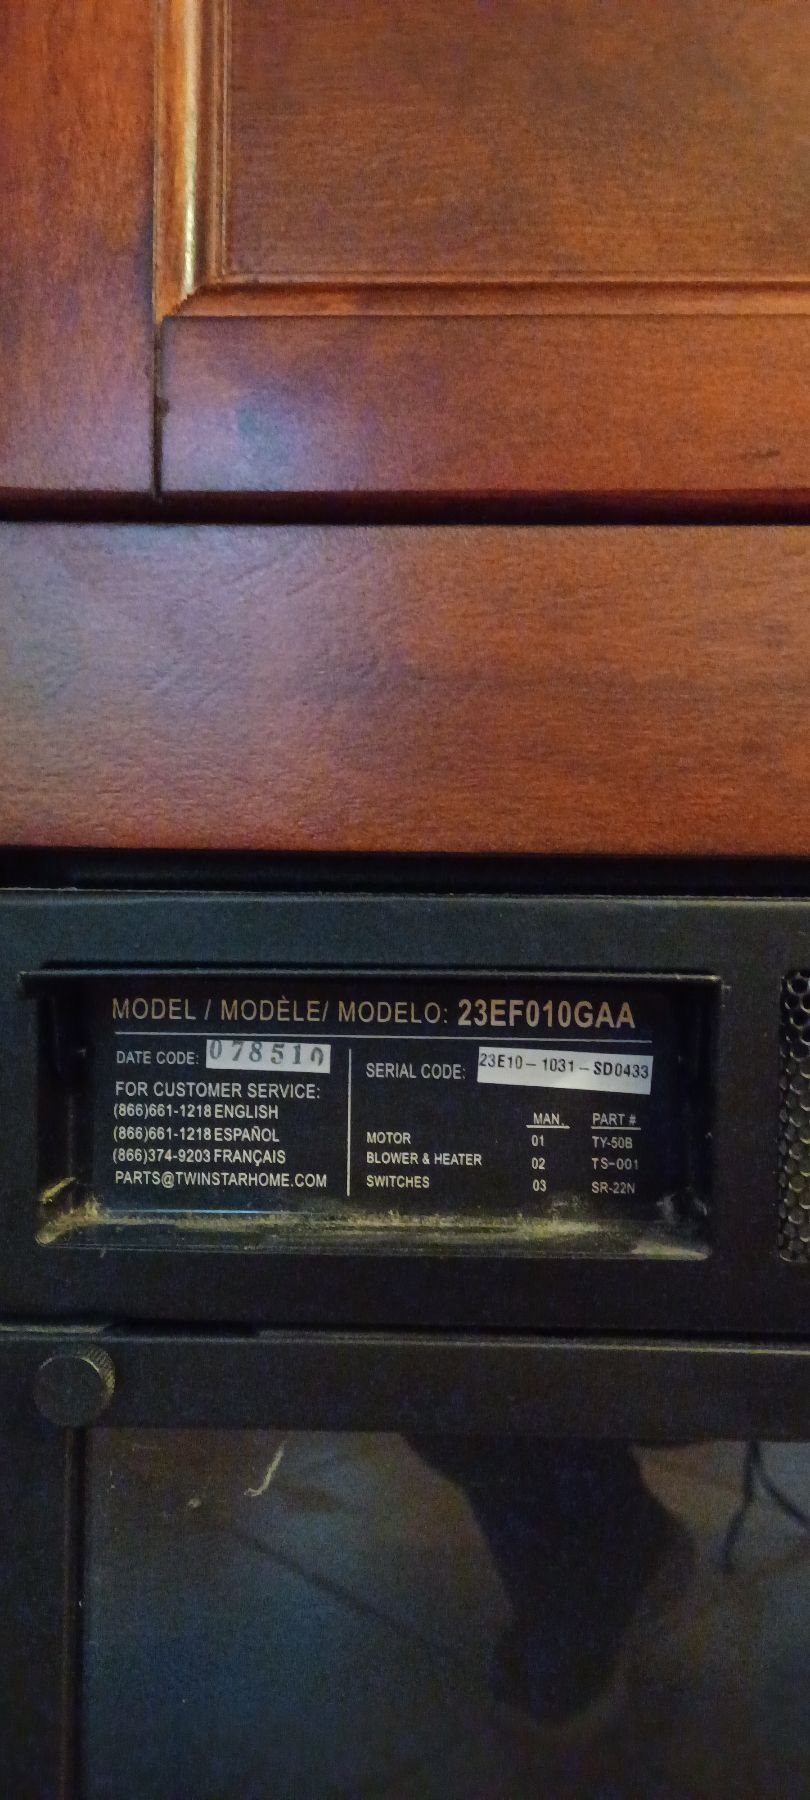 MODEL / MODÈLE/ MODELO: 23EF010GAA
DATE CODE: 078510
FOR CUSTOMER SERVICE:
(866)661-1218 ENGLISH
(866)661-1218 ESPAÑOL
(866)374-9203 FRANÇAIS
PARTS@TWINSTARHOME.COM
SERIAL CODE: 23E10-1031-SD0433
MAN. PART #
MOTOR 01 TY-50B
BLOWER & HEATER 02 TS-001
SWITCHES 03 SR-22N